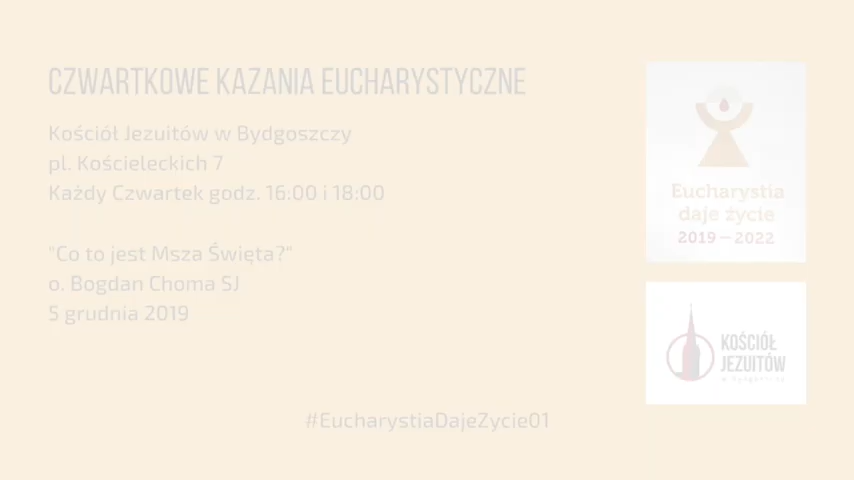 CZWARTKOWE KAZANIA EUCHARYSTYCZNE
Kościół Jezuitów w Bydgoszczy
pl. Kościeleckich 7
Każdy Czwartek godz. 16:00 i 18:00
"Co to jest Msza Święta?"
o. Bogdan Choma SJ
5 grudnia 2019
Eucharystia
daje życie
2019 – 2022
KOŚCIÓŁ
JEZUITÓW
w Bydgoszczy
#EucharystiaDajeZycie01